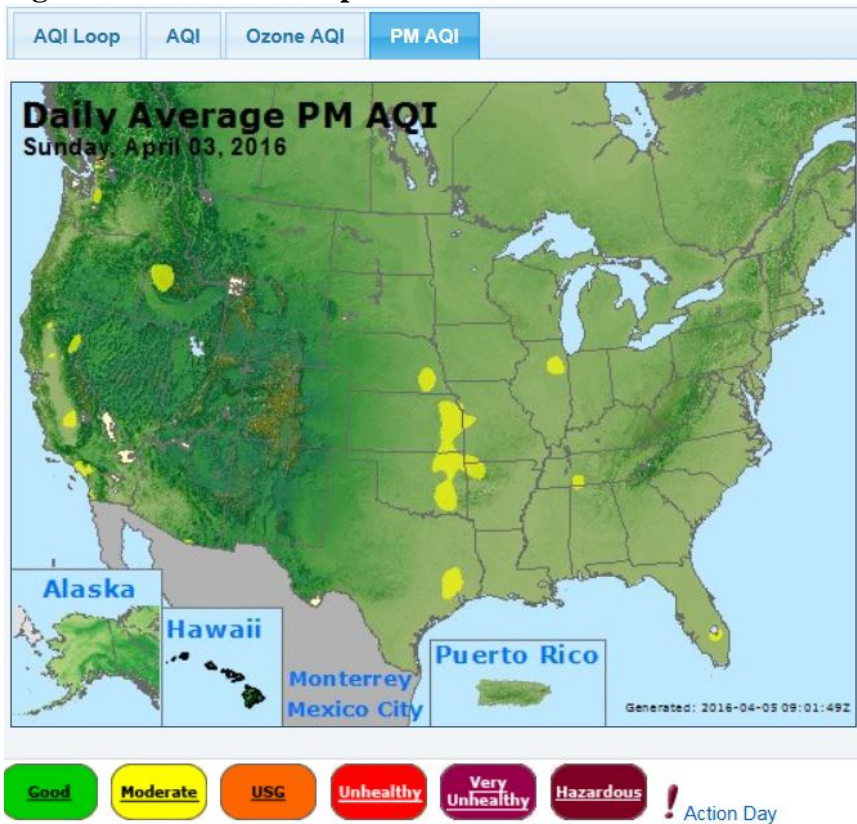 AQI Loop AQI Ozone AQI PM AQI
Daily Average PM AQI
Sunday, April 03, 2016
Alaska
Hawaii
Monterrey
Mexico City
Puerto Rico
Generated: 2016-04-05 09:01:49Z
Good Moderate USG Unhealthy Very Unhealthy Hazardous Action Day